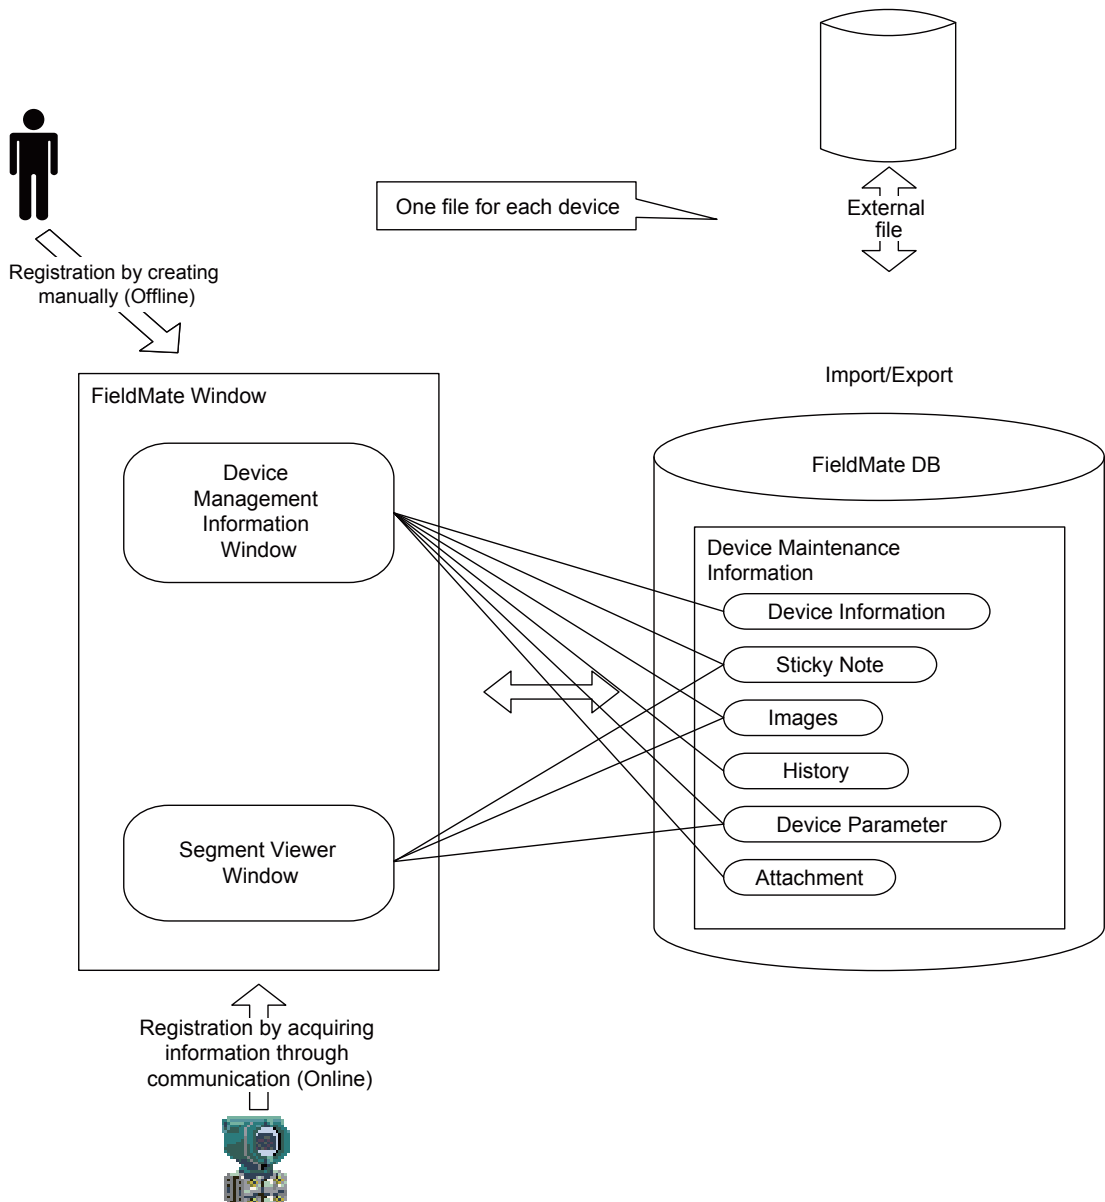 One file for each device
External
file
Registration by creating
manually (Offline)
Import/Export
FieldMate Window
Device
Management
Information
Window
FieldMate DB
Device Maintenance
Information
Device Information
Sticky Note
Images
History
Device Parameter
Attachment
Segment Viewer
Window
Registration by acquiring
information through
communication (Online)